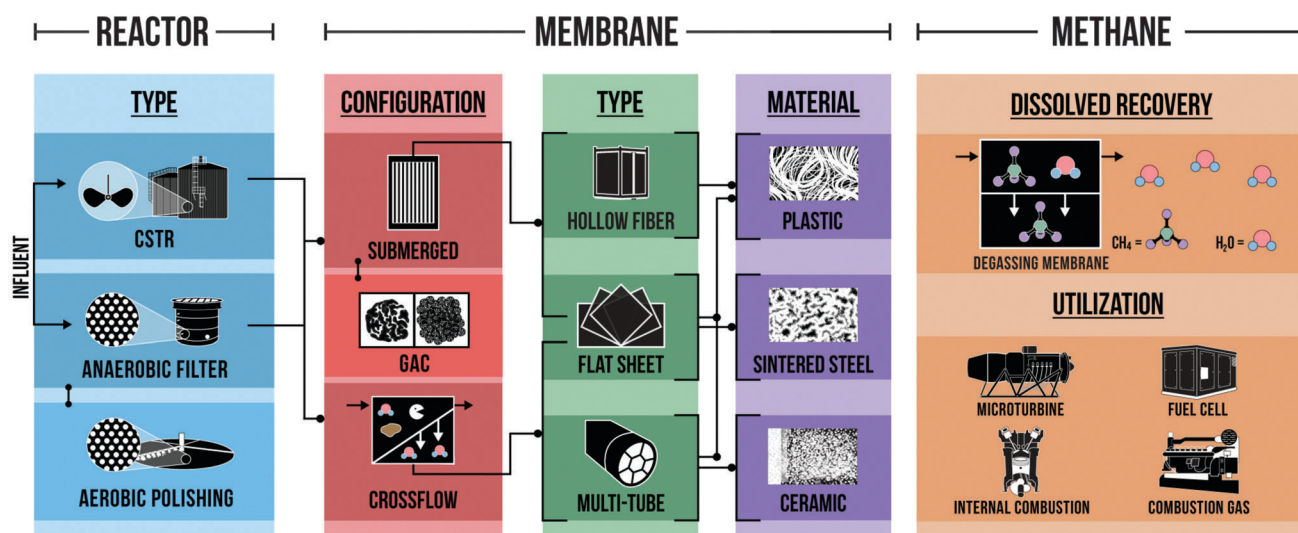 REACTOR
MEMBRANE
METHANE
TYPE
CONFIGURATION
TYPE
MATERIAL
DISSOLVED RECOVERY
INFLUENT
CSTR
SUBMERGED
HOLLOW FIBER
PLASTIC
CH₄ =
H₂O =
DEGASSING MEMBRANE
UTILIZATION
ANAEROBIC FILTER
GAC
FLAT SHEET
SINTERED STEEL
MICROTURBINE
FUEL CELL
AEROBIC POLISHING
CROSSFLOW
MULTI-TUBE
CERAMIC
INTERNAL COMBUSTION
COMBUSTION GAS